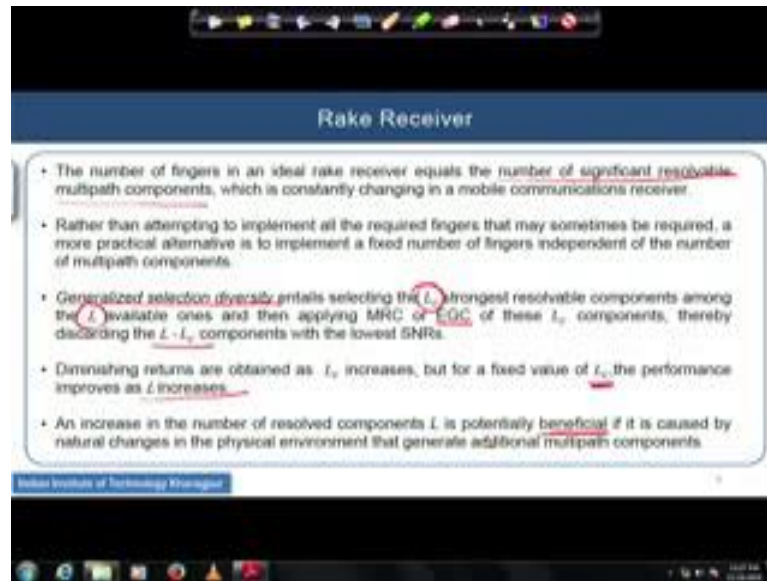 Rake Receiver
• The number of fingers in an ideal rake receiver equals the number of significant resolvable
multipath components, which is constantly changing in a mobile communications receiver.
• Rather than attempting to implement all the required fingers that may sometimes be required, a
more practical alternative is to implement a fixed number of fingers independent of the number
of multipath components.
• Generalized selection diversity entails selecting the Lc strongest resolvable components among
the L available ones and then applying MRC or EGC of these Lc components, thereby
discarding the L - Lc components with the lowest SNRs.
• Diminishing returns are obtained as Lc increases, but for a fixed value of Lc the performance
improves as L increases.
• An increase in the number of resolved components L is potentially beneficial if it is caused by
natural changes in the physical environment that generate additional multipath components.
Indian Institute of Technology Kharagpur